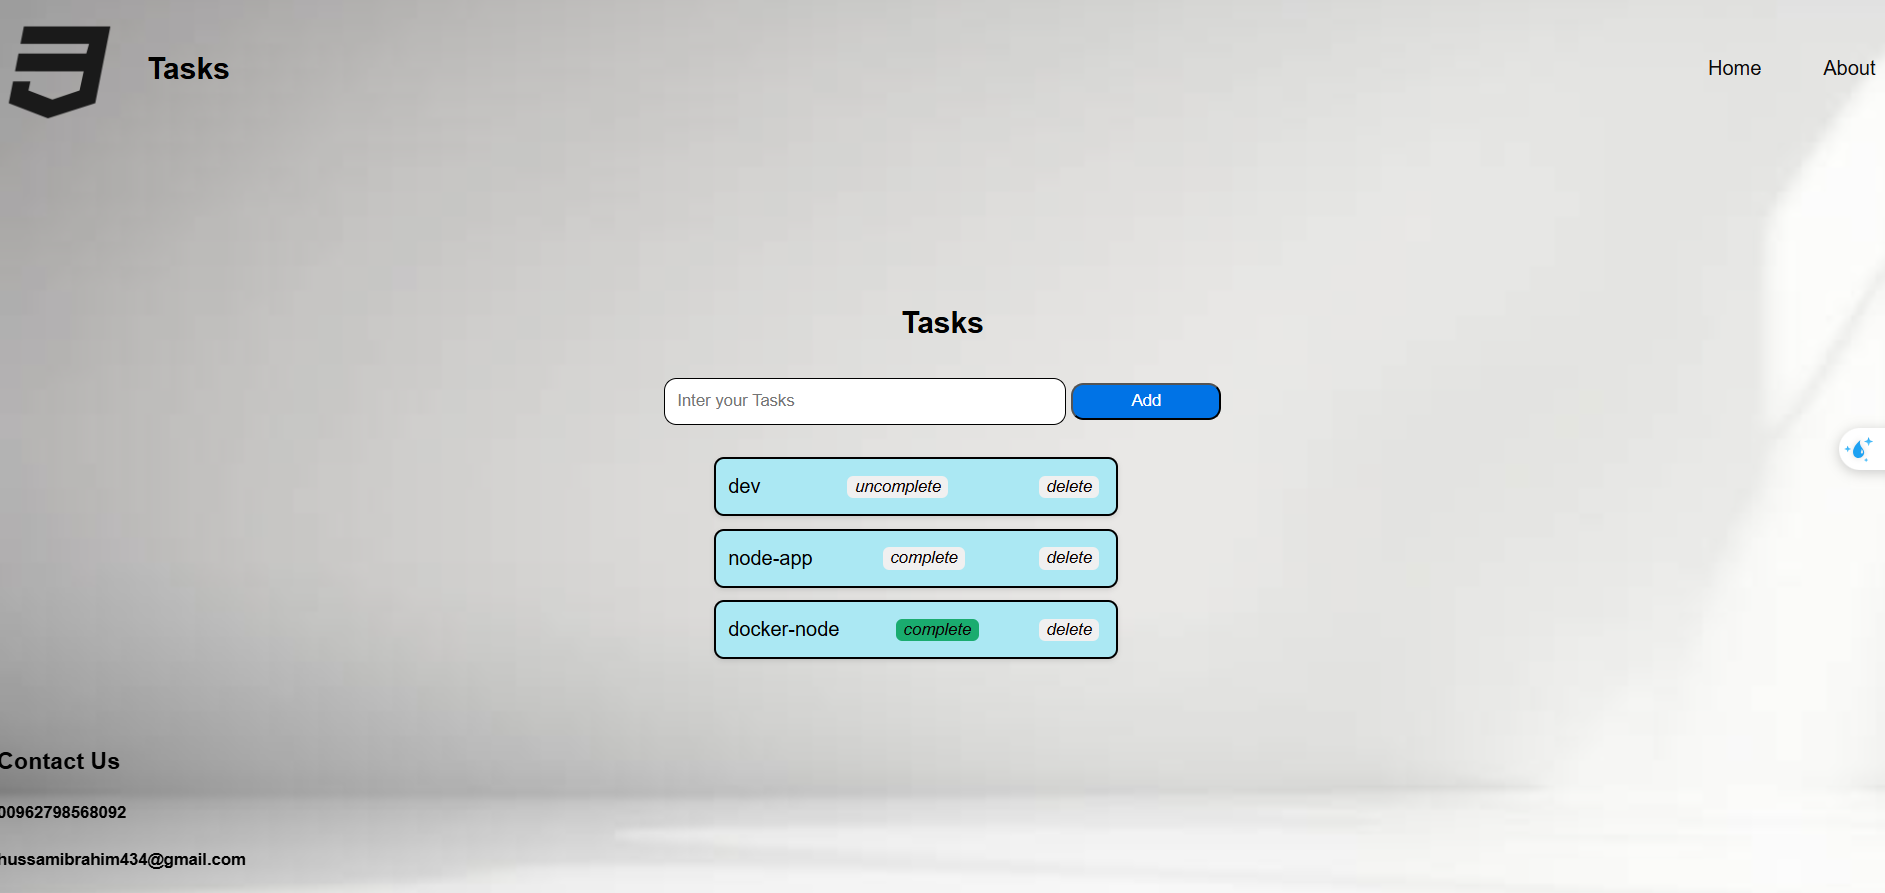 Tasks
Home
About
Tasks
Inter your Tasks
Add
dev uncomplete delete
node-app complete delete
docker-node complete delete
Contact Us
00962798568092
hussamibrahim434@gmail.com